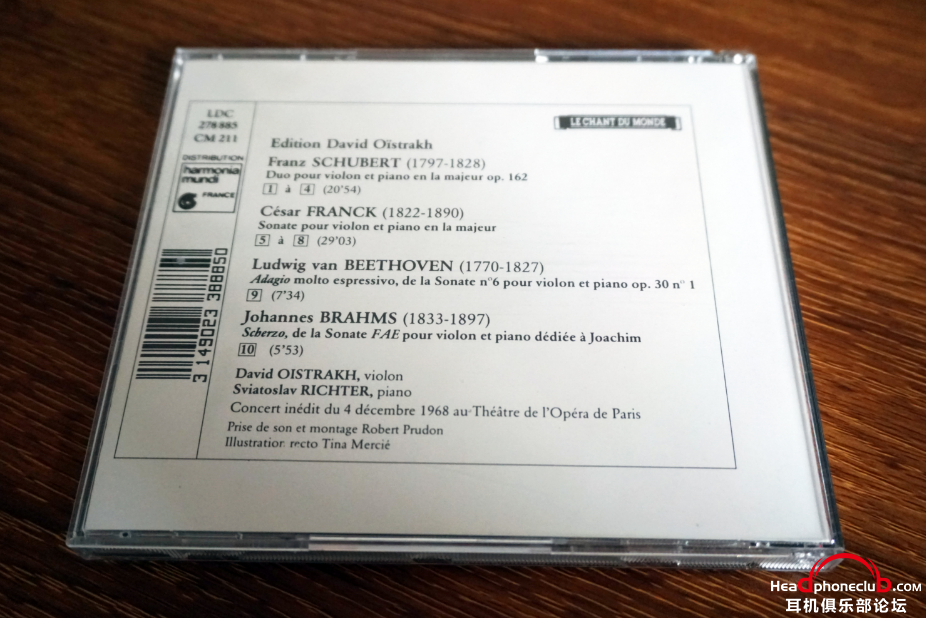 LDC
278 885
CM 211
DISTRIBUTION
harmonia
mundi
FRANCE
3 149023 388850
LE CHANT DU MONDE
Edition David Oïstrakh
Franz SCHUBERT (1797-1828)
Duo pour violon et piano en la majeur op. 162
1 à 4 (20'54)
César FRANCK (1822-1890)
Sonate pour violon et piano en la majeur
5 à 8 (29'03)
Ludwig van BEETHOVEN (1770-1827)
Adagio molto espressivo, de la Sonate n°6 pour violon et piano op. 30 n° 1
9 (7'34)
Johannes BRAHMS (1833-1897)
Scherzo, de la Sonate FAE pour violon et piano dédiée à Joachim
10 (5'53)
David OISTRAKH, violon
Sviatoslav RICHTER, piano
Concert inédit du 4 décembre 1968 au Théâtre de l'Opéra de Paris
Prise de son et montage Robert Prudon
Illustration recto Tina Mercié
Headphoneclub.com
耳机俱乐部论坛